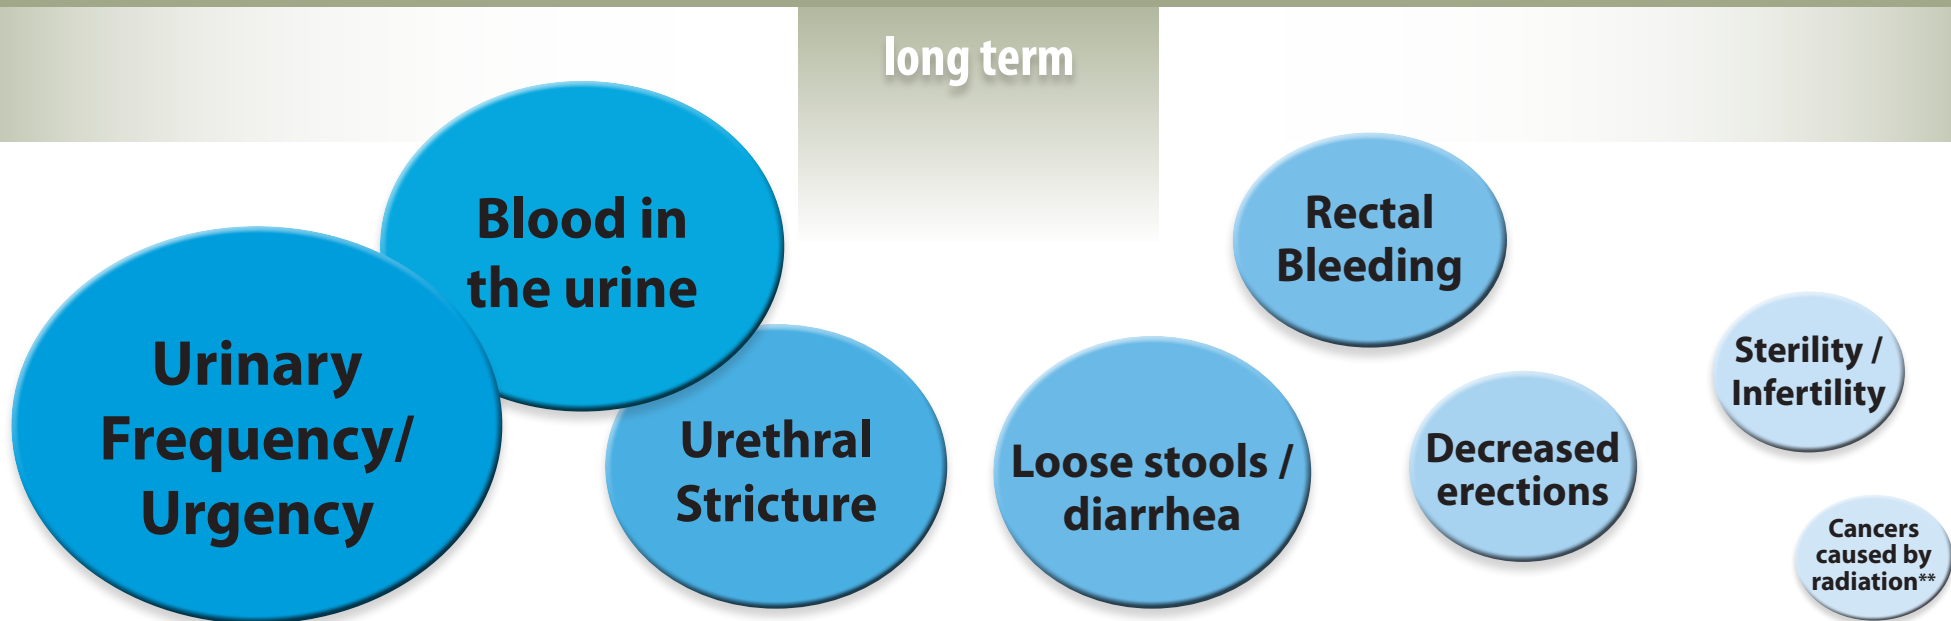 long term
Blood in
the urine
Urinary
Frequency/
Urgency
Urethral
Stricture
Loose stools /
diarrhea
Rectal
Bleeding
Decreased
erections
Sterility /
Infertility
Cancers
caused by
radiation**